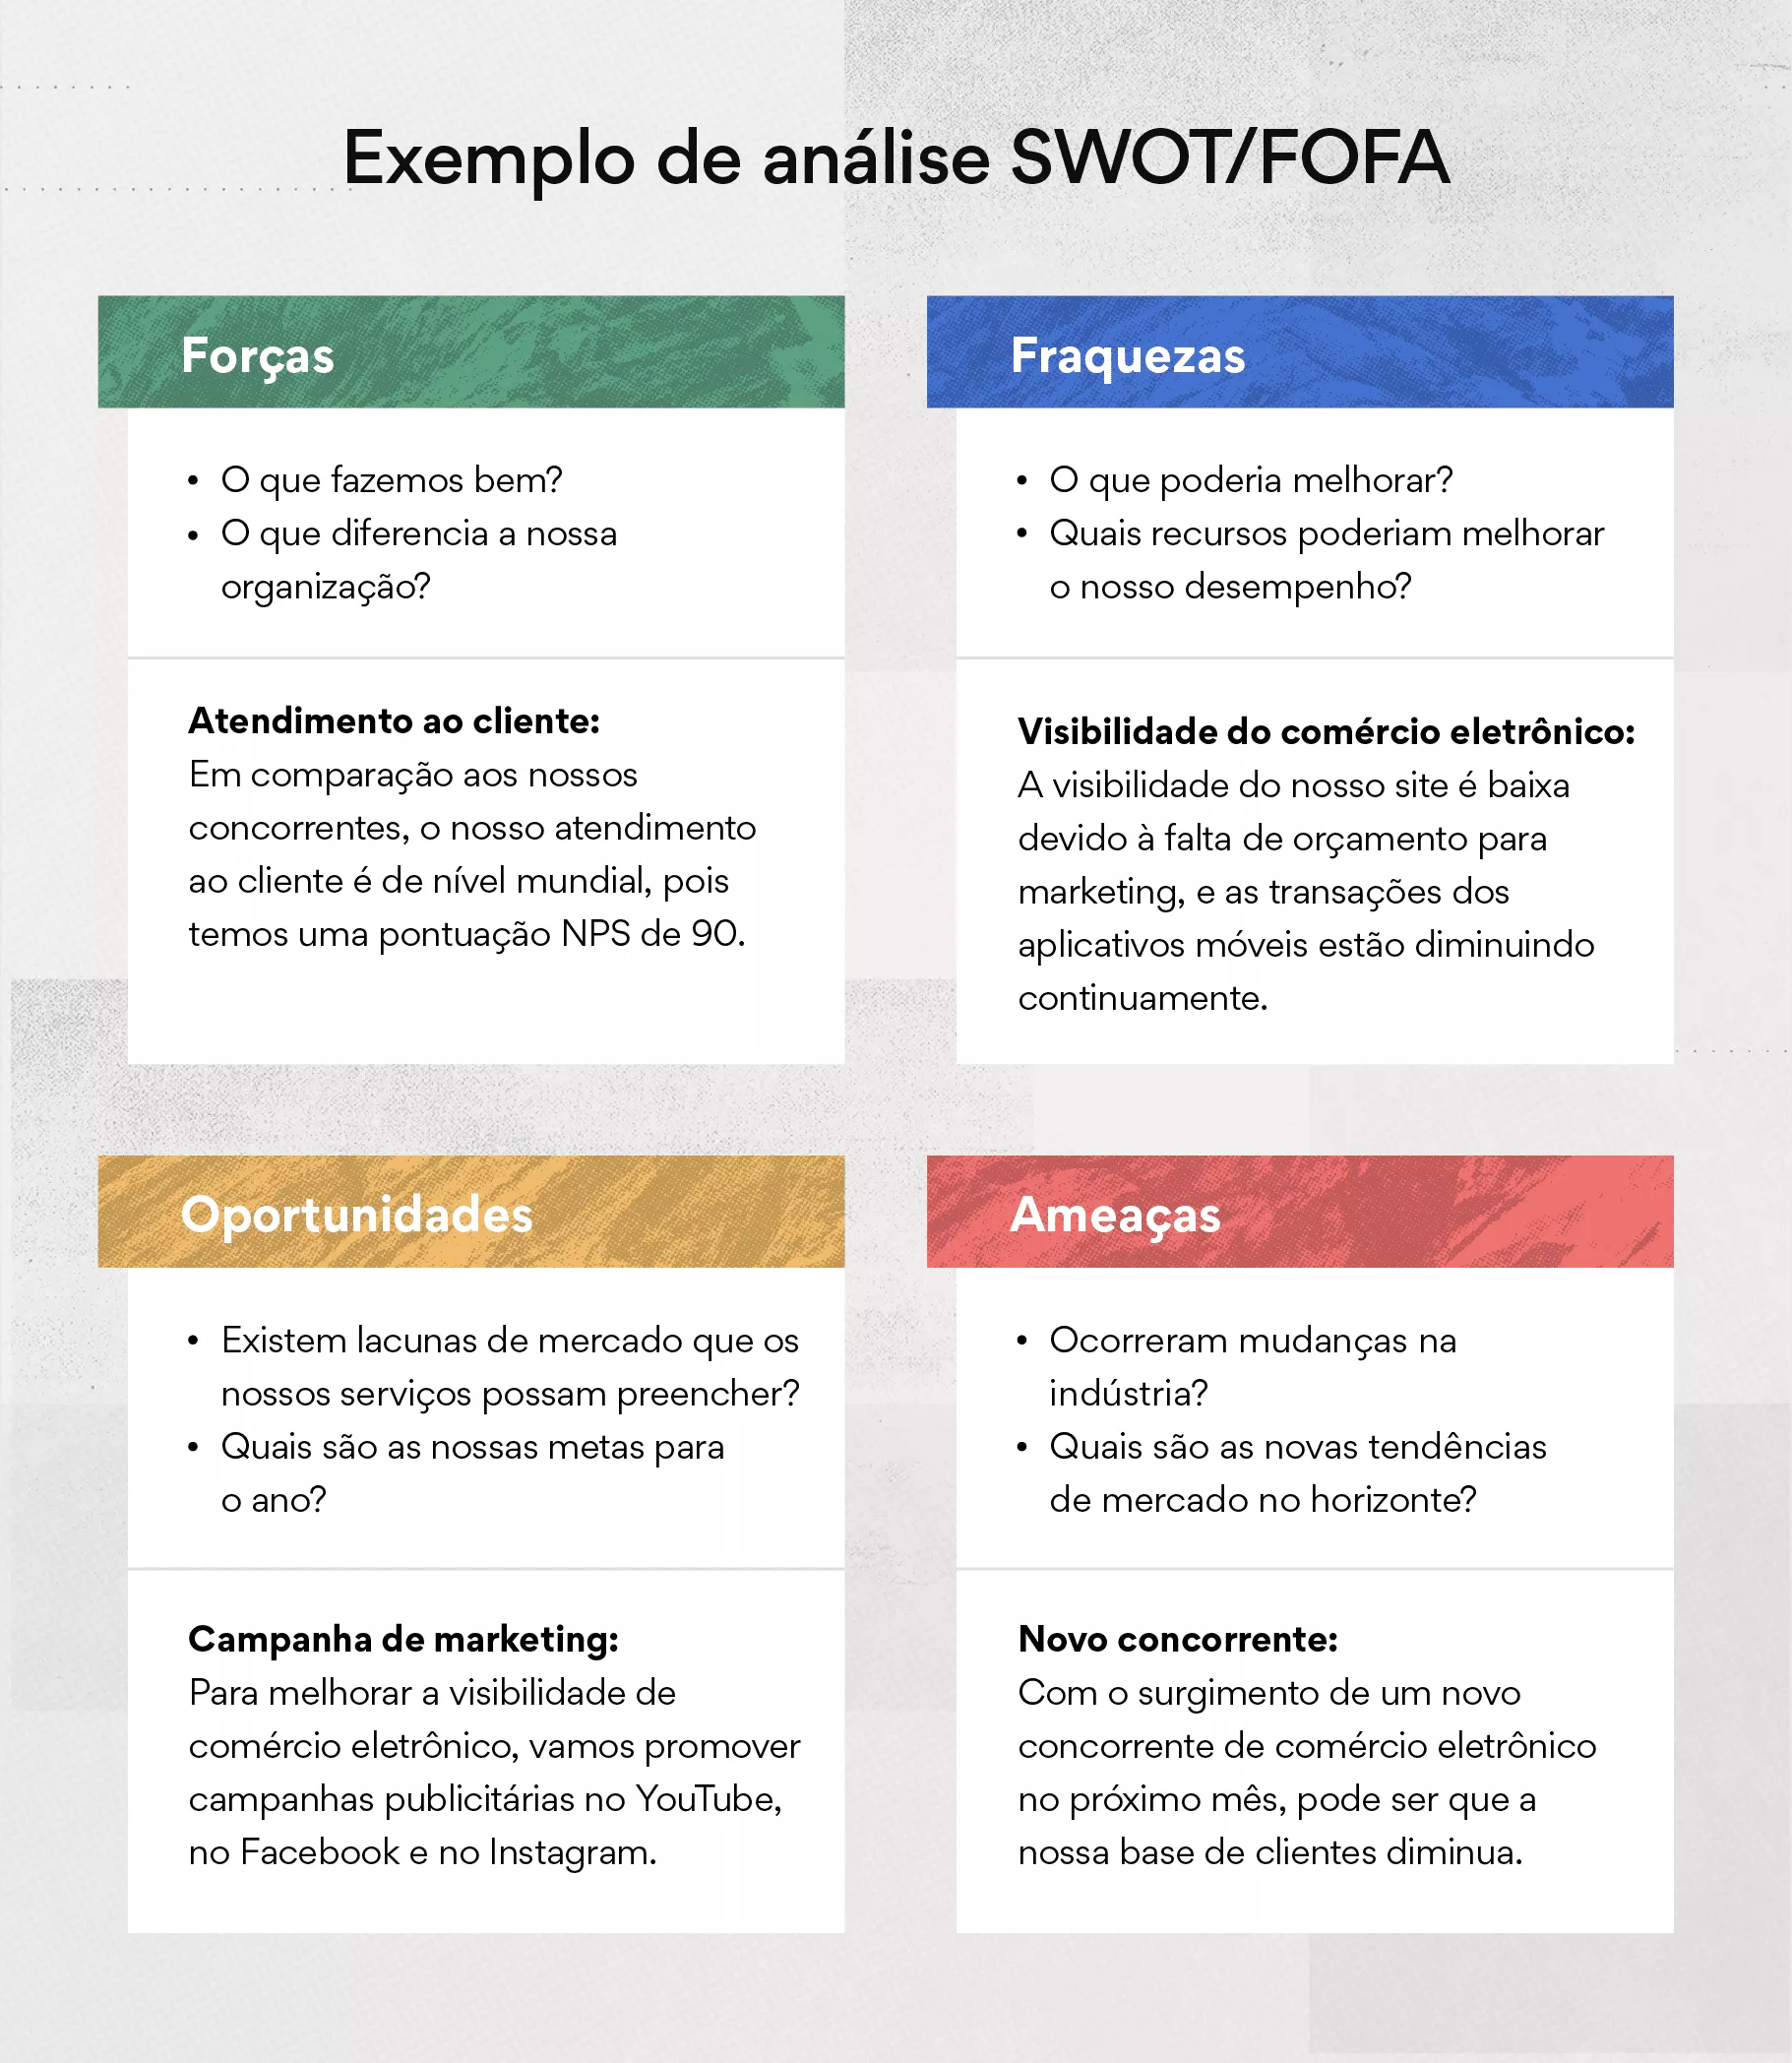 Exemplo de análise SWOT/FOFA
Forças
• O que fazemos bem?
• O que diferencia a nossa
organização?
Atendimento ao cliente:
Em comparação aos nossos
concorrentes, o nosso atendimento
ao cliente é de nível mundial, pois
temos uma pontuação NPS de 90.
Fraquezas
• O que poderia melhorar?
• Quais recursos poderiam melhorar
o nosso desempenho?
Visibilidade do comércio eletrônico:
A visibilidade do nosso site é baixa
devido à falta de orçamento para
marketing, e as transações dos
aplicativos móveis estão diminuindo
continuamente.
Oportunidades
• Existem lacunas de mercado que os
nossos serviços possam preencher?
• Quais são as nossas metas para
o ano?
Campanha de marketing:
Para melhorar a visibilidade de
comércio eletrônico, vamos promover
campanhas publicitárias no YouTube,
no Facebook e no Instagram.
Ameaças
• Ocorreram mudanças na
indústria?
• Quais são as novas tendências
de mercado no horizonte?
Novo concorrente:
Com o surgimento de um novo
concorrente de comércio eletrônico
no próximo mês, pode ser que a
nossa base de clientes diminua.